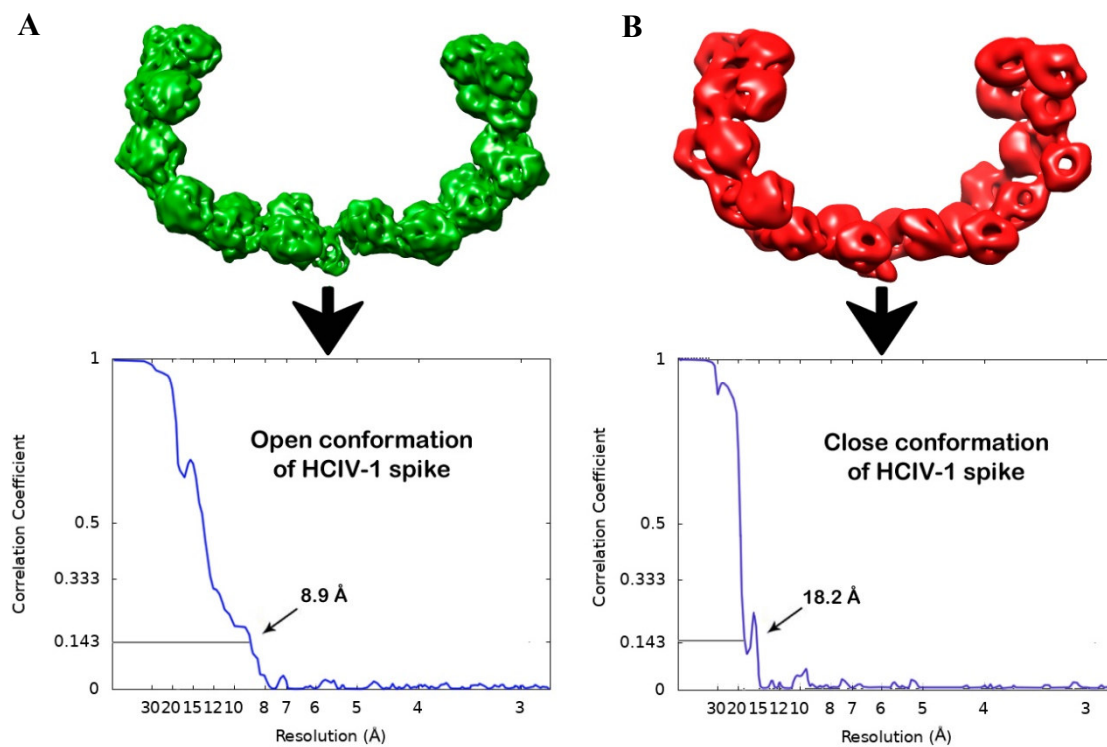 A
B
1
0.5
0.333
0.143
0
Correlation Coefficient
Open conformation
of HCIV-1 spike
8.9 Å
30 20 15 12 10 8 7 6 5 4 3
Resolution (Å)
1
0.5
0.333
0.143
0
Correlation Coefficient
Close conformation
of HCIV-1 spike
18.2 Å
30 20 15 12 10 8 7 6 5 4 3
Resolution (Å)